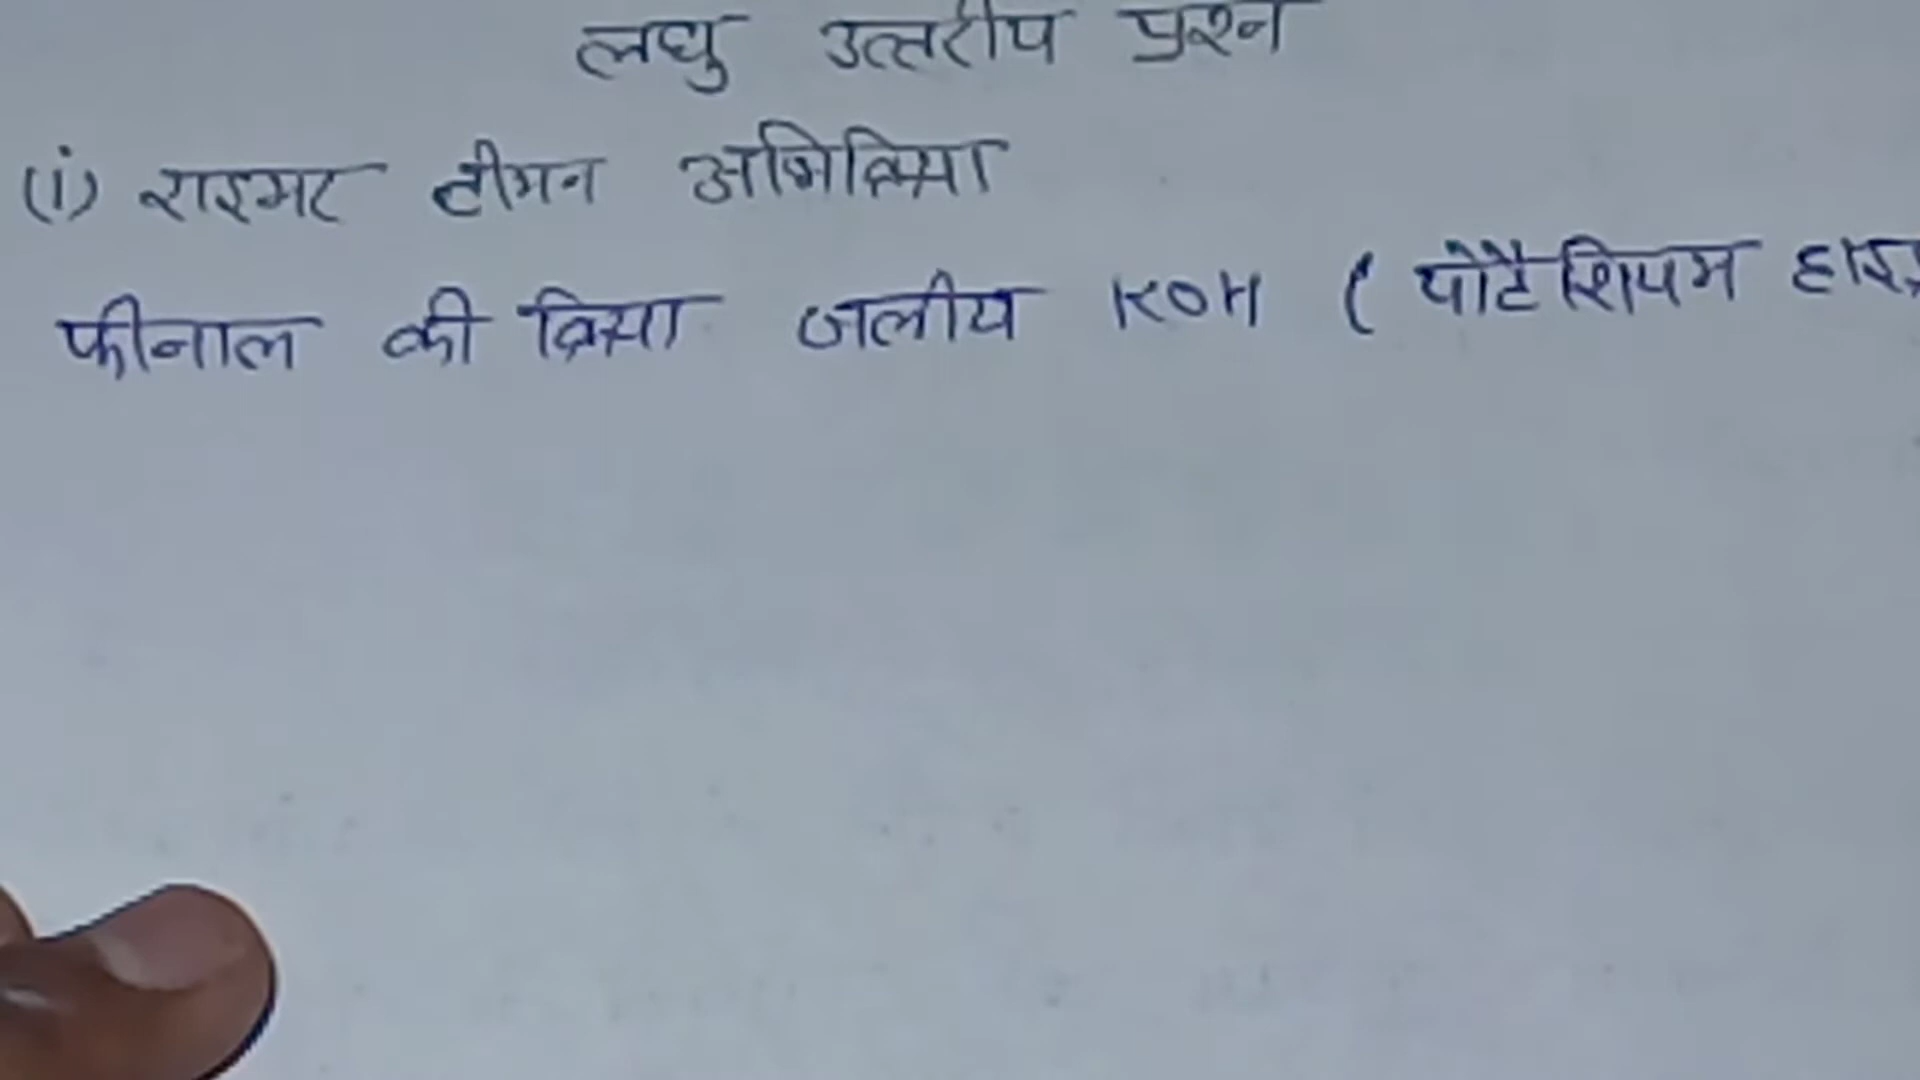 लघु उत्तरीय प्रश्न
(i) राइमर टीमन अभिक्रिया
फीनाल की क्रिया जलीय KOH ( पोटैशियम